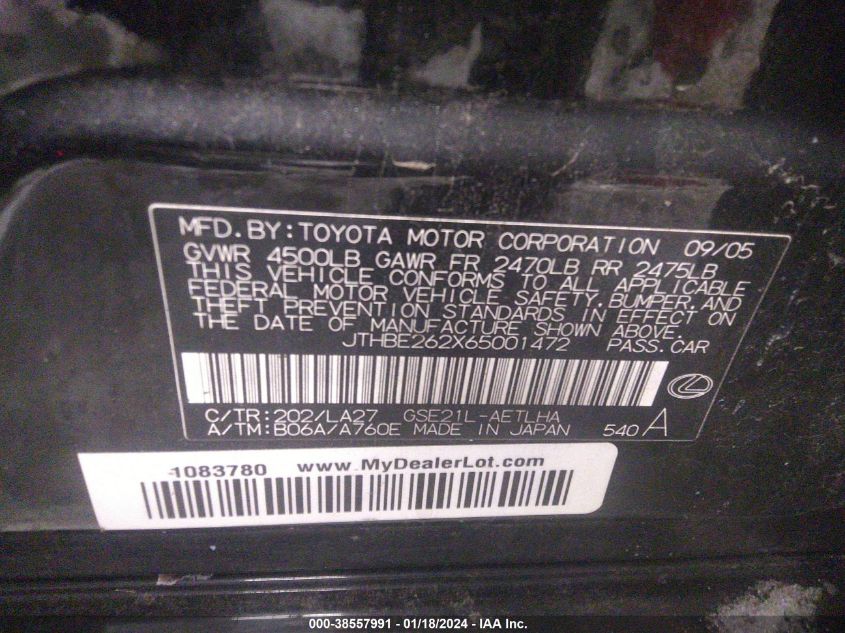 MFD. BY: TOYOTA MOTOR CORPORATION 09/05
GVWR 4500LB GAWR FR 2470LB RR 2475LB
THIS VEHICLE CONFORMS TO ALL APPLICABLE
FEDERAL MOTOR VEHICLE SAFETY, BUMPER, AND
THEFT PREVENTION STANDARDS IN EFFECT ON
THE DATE OF MANUFACTURE SHOWN ABOVE.
JTHBE262X65001472 PASS. CAR
C/TR: 202/LA27 GSE21L-AETLHA
A/TM: B06A/A760E MADE IN JAPAN 540 A
1083780 www.MyDealerLot.com
000-38557991 - 01/18/2024 - IAA Inc.